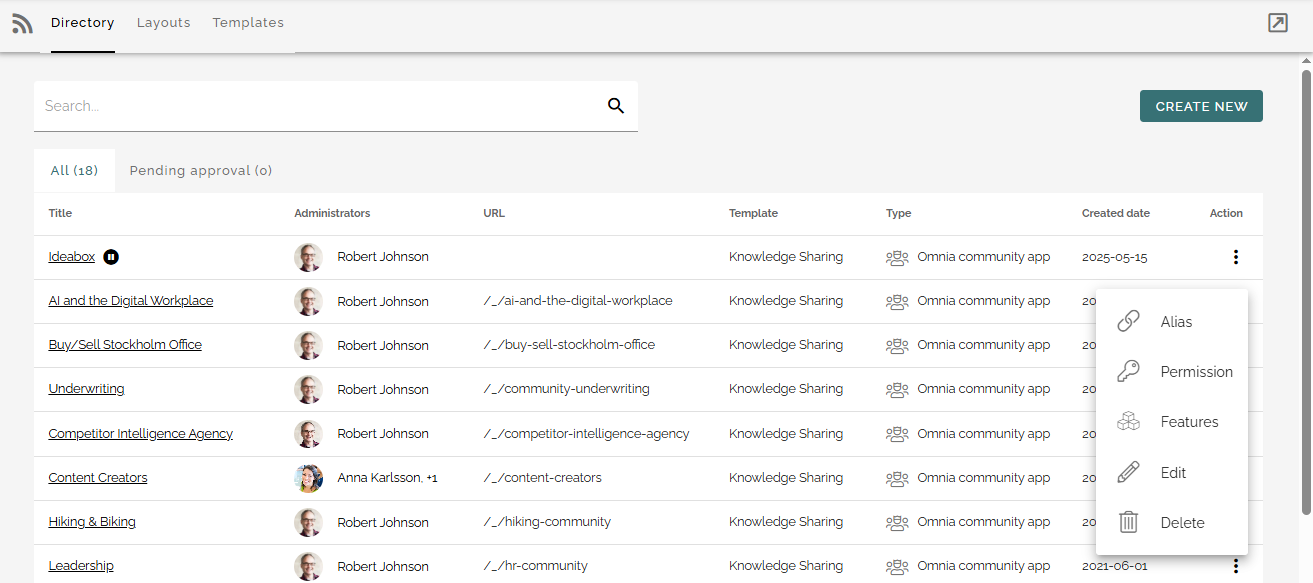 Directory Layouts Templates
Search...
CREATE NEW
All (18) Pending approval (0)
Title Administrators URL Template Type Created date Action
Ideabox Robert Johnson Knowledge Sharing Omnia community app 2025-05-15
AI and the Digital Workplace Robert Johnson /_/ai-and-the-digital-workplace Knowledge Sharing Omnia community app 20
Alias
Buy/Sell Stockholm Office Robert Johnson /_/buy-sell-stockholm-office Knowledge Sharing Omnia community app 20
Permission
Underwriting Robert Johnson /_/community-underwriting Knowledge Sharing Omnia community app 20
Features
Competitor Intelligence Agency Robert Johnson /_/competitor-intelligence-agency Knowledge Sharing Omnia community app 20
Edit
Content Creators Anna Karlsson, +1 /_/content-creators Knowledge Sharing Omnia community app 20
Hiking & Biking Robert Johnson /_/hiking-community Knowledge Sharing Omnia community app 20
Delete
Leadership Robert Johnson /_/hr-community Knowledge Sharing Omnia community app 2021-06-01